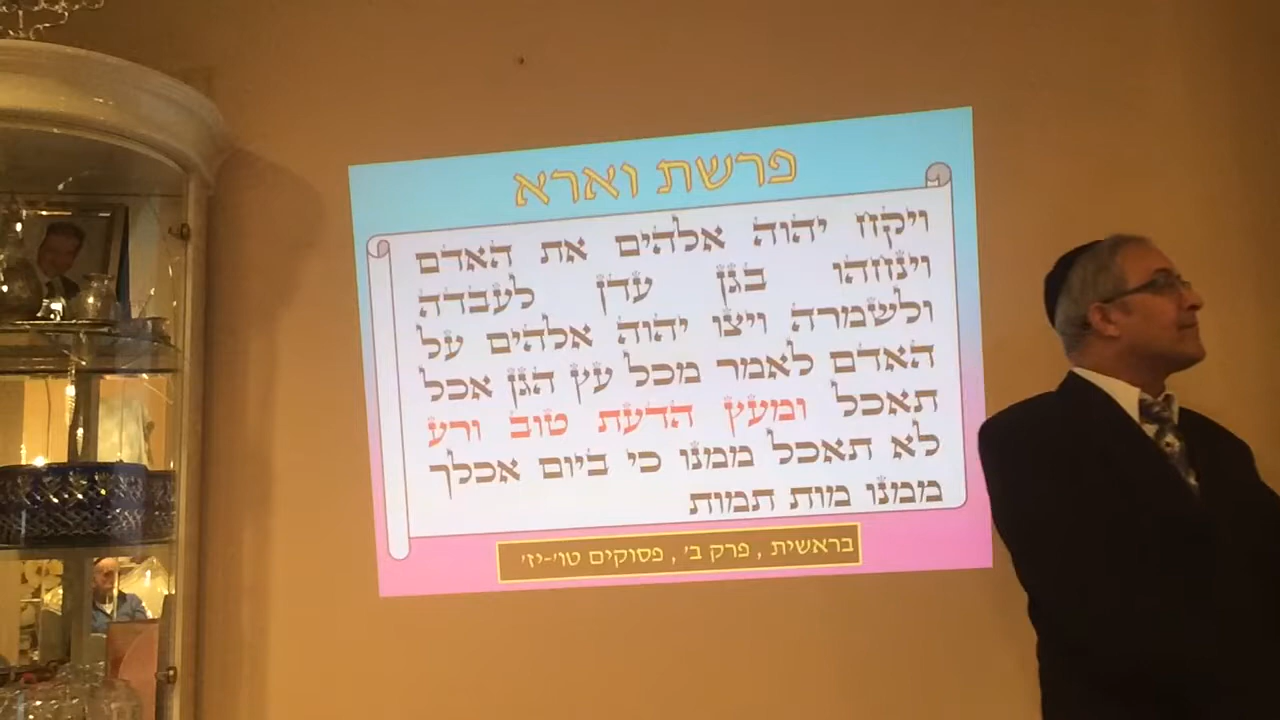 פרשת וארא
ויקח יהוה אלהים את האדם
וינחהו בגן עדן לעבדה
ולשמרה ויצו יהוה אלהים על
האדם לאמר מכל עץ הגן אכל
תאכל ומעץ הדעת טוב ורע
לא תאכל ממנו כי ביום אכלך
ממנו מות תמות
בראשית , פרק ב', פסוקים טו'-יז'